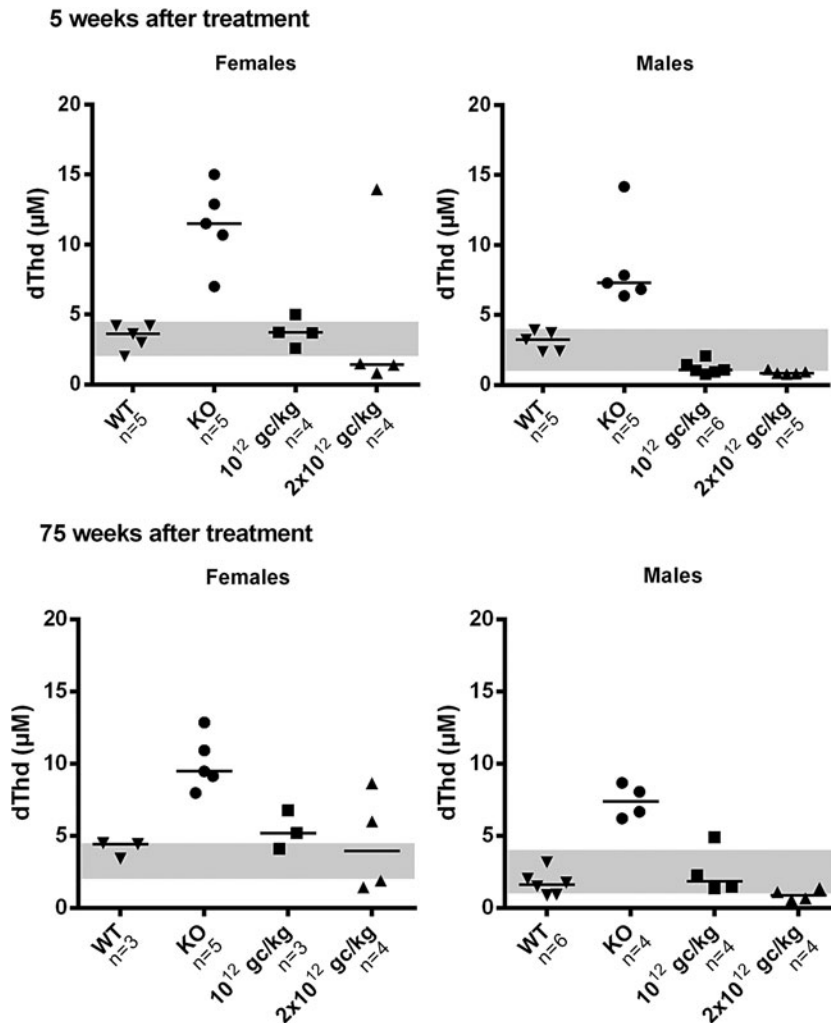 5 weeks after treatment
Females
Males
20
15
10
5
0
dThd (µM)
WT
n=5
KO
n=5
10¹² gc/kg
n=4
2x10¹² gc/kg
n=4
20
15
10
5
0
dThd (µM)
WT
n=5
KO
n=5
10¹² gc/kg
n=6
2x10¹² gc/kg
n=5
75 weeks after treatment
Females
Males
20
15
10
5
0
dThd (µM)
WT
n=3
KO
n=5
10¹² gc/kg
n=3
2x10¹² gc/kg
n=4
20
15
10
5
0
dThd (µM)
WT
n=6
KO
n=4
10¹² gc/kg
n=4
2x10¹² gc/kg
n=4